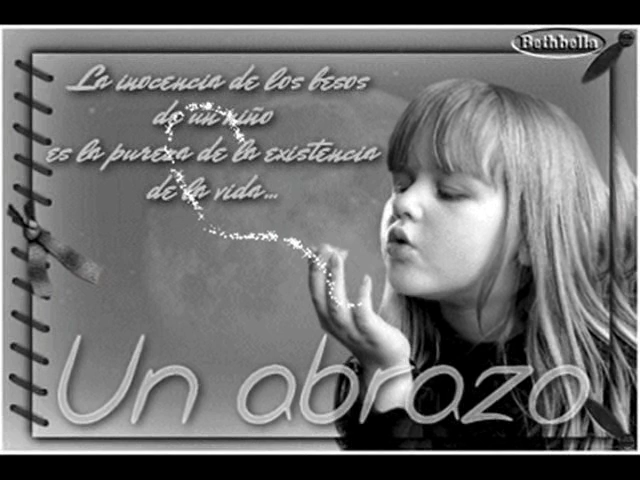 Bethbella
La inocencia de los besos
de un niño
es la pureza de la existencia
de la vida...
Un abrazo